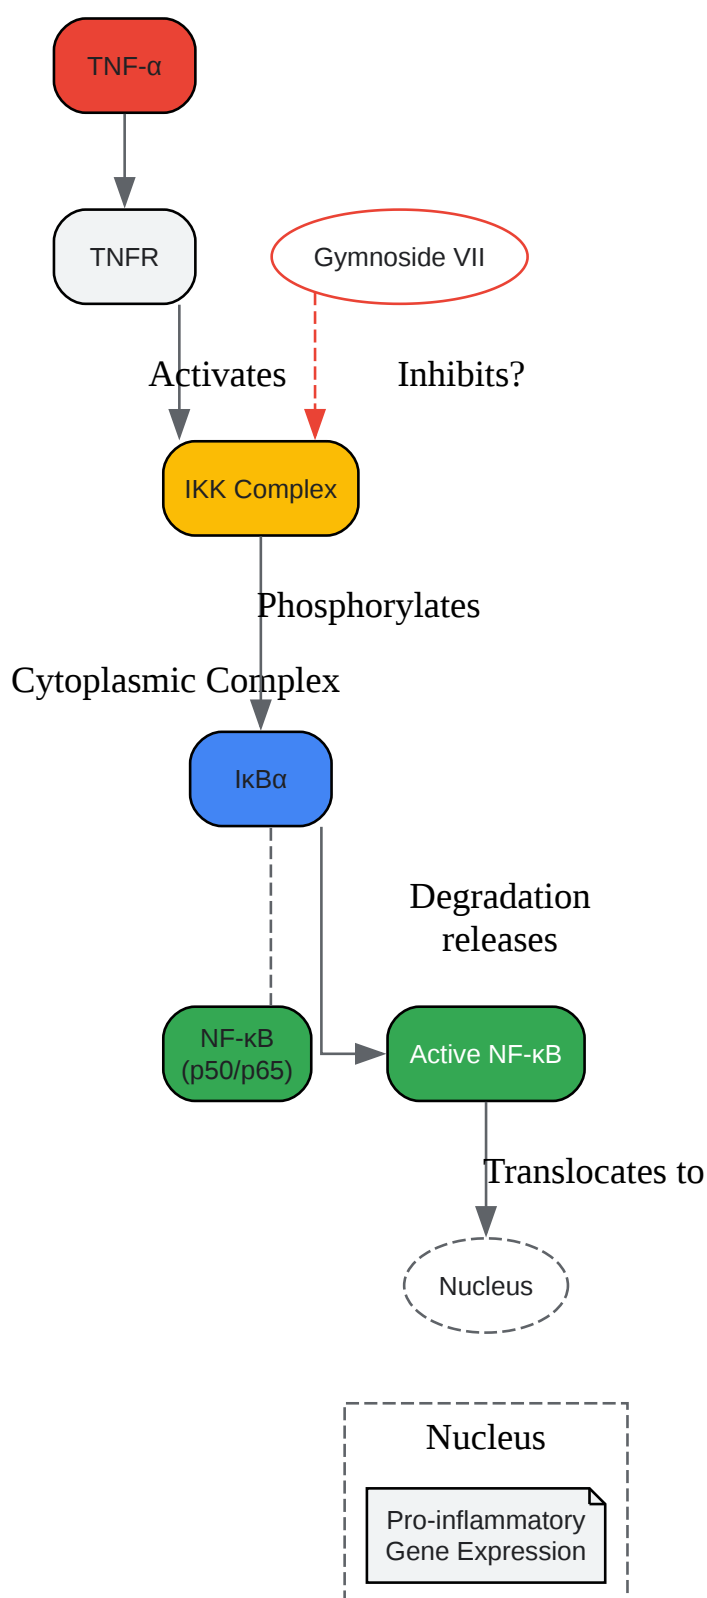 TNF-α
TNFR
Gymnoside VII
Activates
Inhibits?
IKK Complex
Phosphorylates
Cytoplasmic Complex
IκBα
Degradation
releases
NF-κB
(p50/p65)
Active NF-κB
Translocates to
Nucleus
Nucleus
Pro-inflammatory
Gene Expression